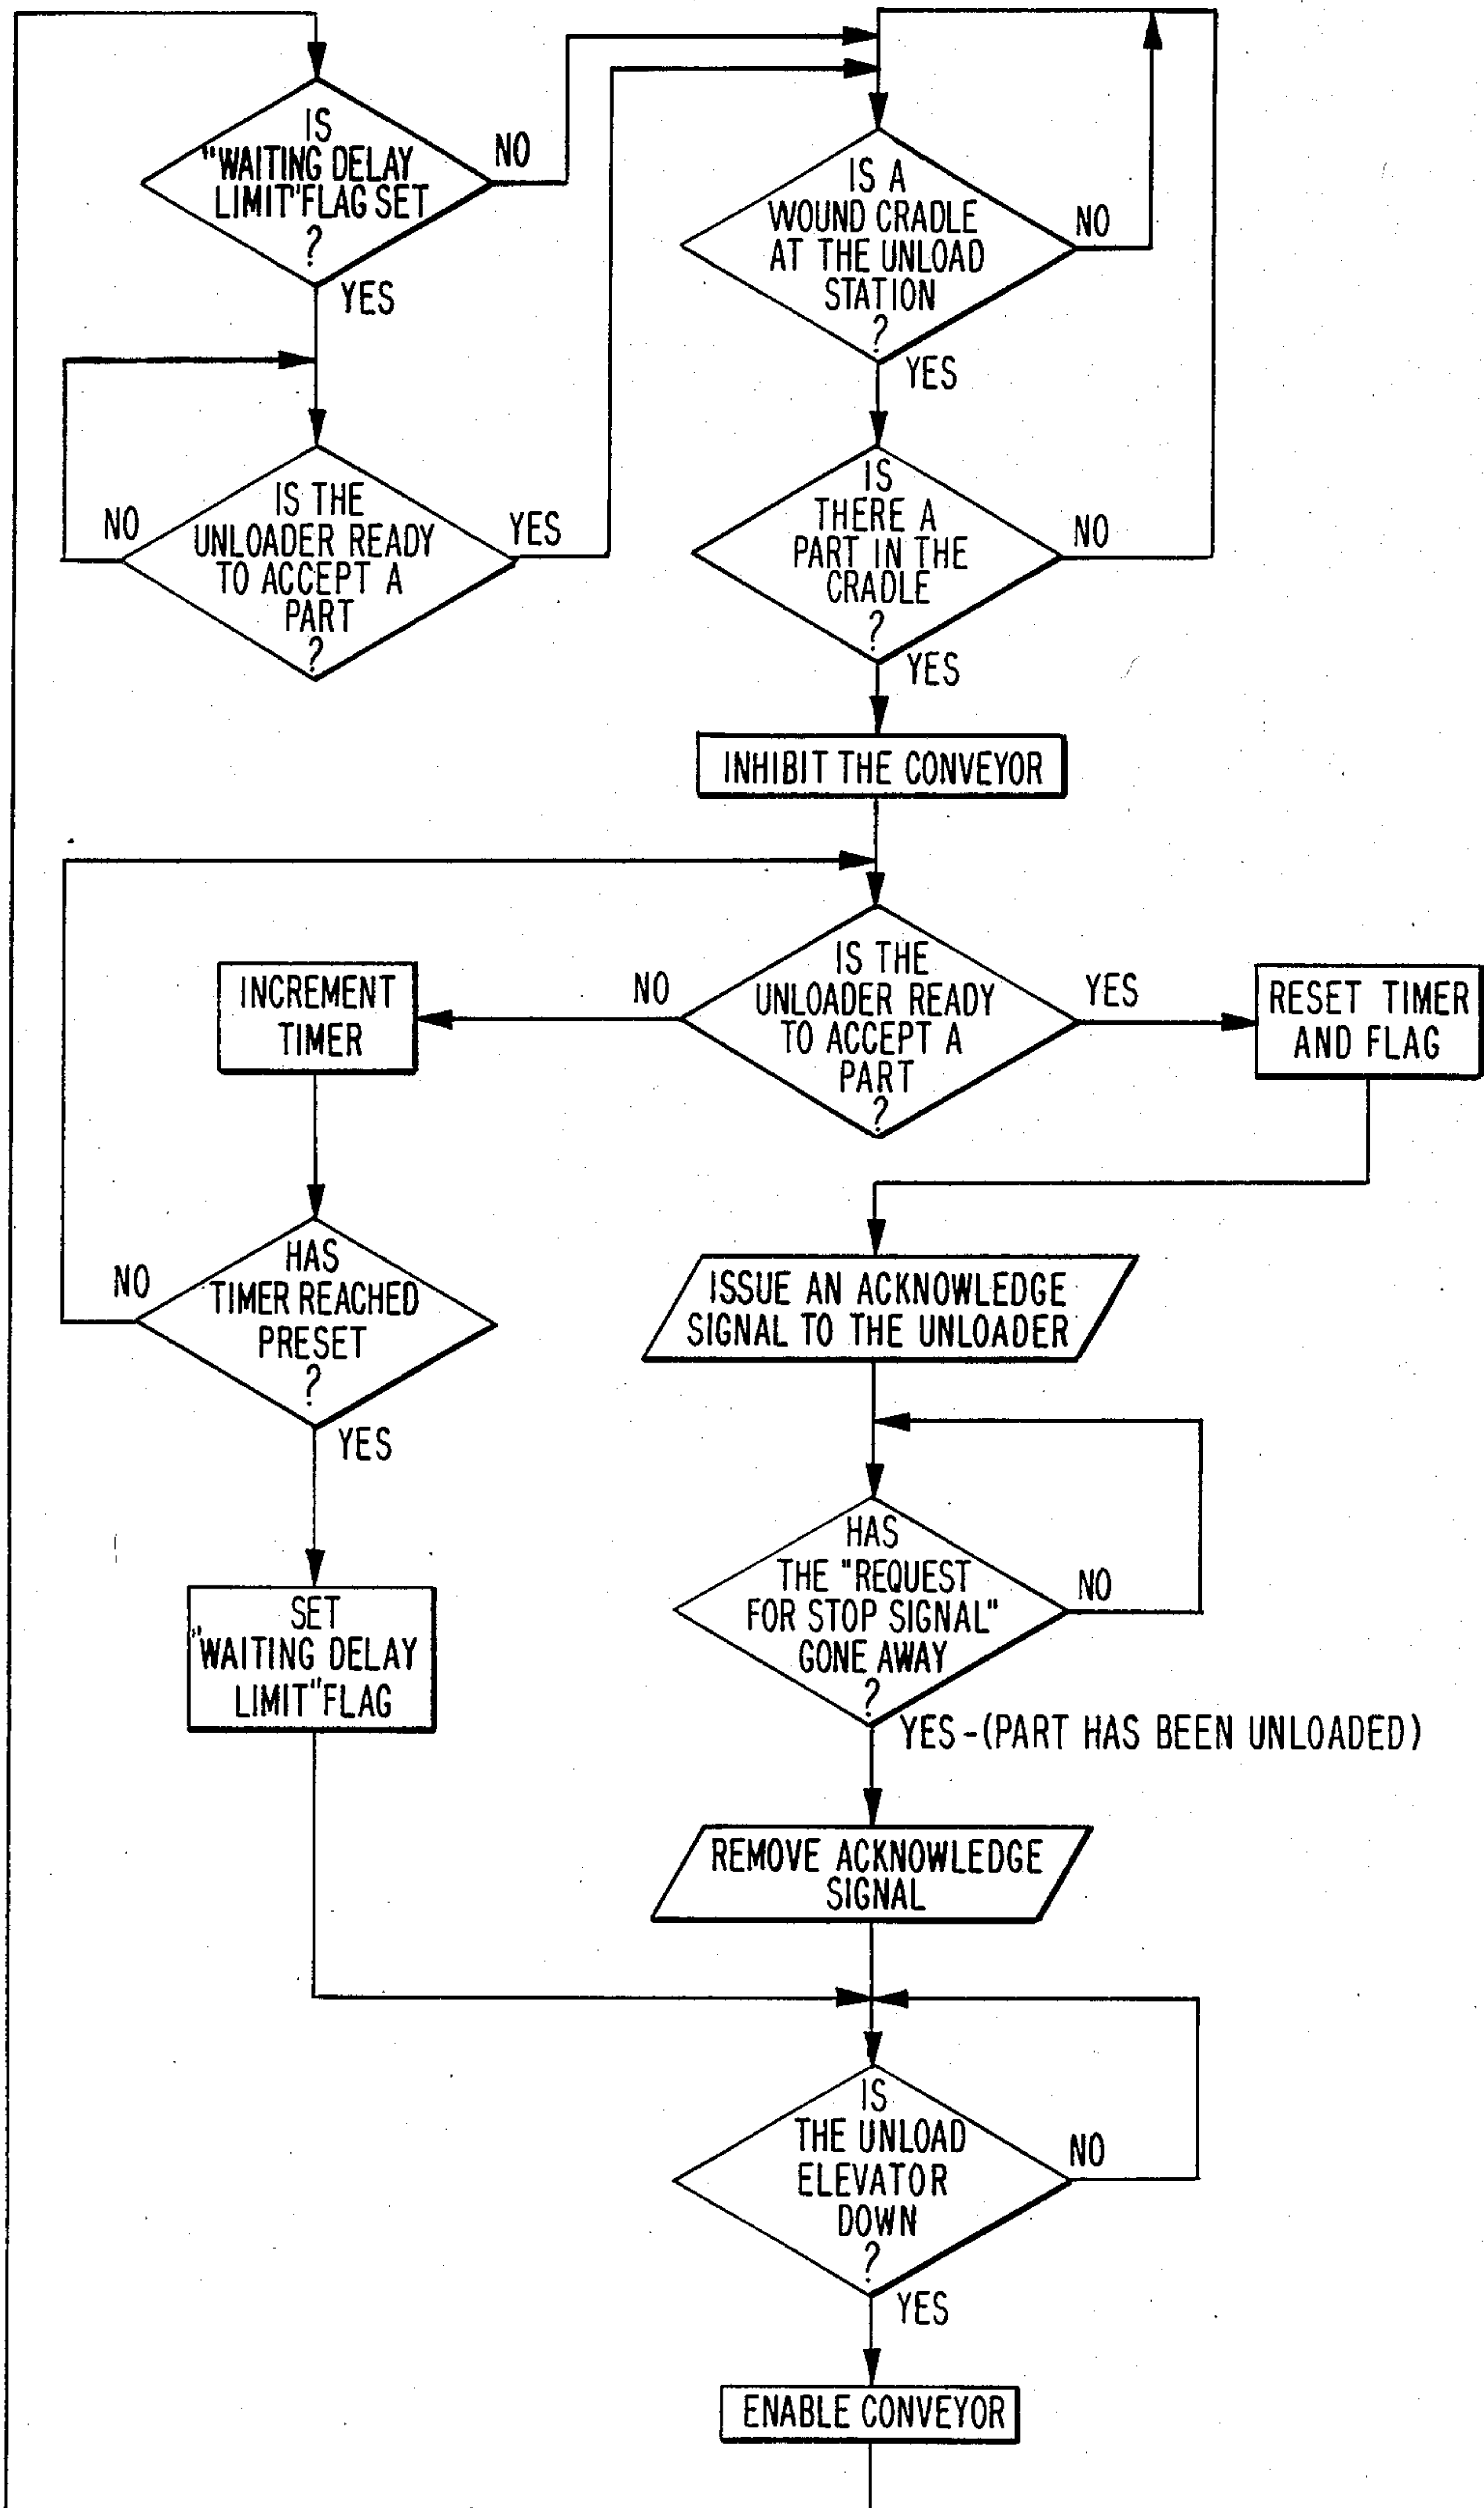 IS
"WAITING DELAY
LIMIT'FLAG SET
?
NO
YES
IS THE
UNLOADER READY
TO ACCEPT A
PART
?
NO
YES
IS A
WOUND CRADLE
AT THE UNLOAD
STATION
?
NO
YES
IS
THERE A
PART IN THE
CRADLE
?
NO
YES
INHIBIT THE CONVEYOR
IS THE
UNLOADER READY
TO ACCEPT A
PART
?
NO
YES
INCREMENT
TIMER
RESET TIMER
AND FLAG
HAS
TIMER REACHED
PRESET
?
NO
YES
SET
"WAITING DELAY
LIMIT"FLAG
ISSUE AN ACKNOWLEDGE
SIGNAL TO THE UNLOADER
HAS
THE "REQUEST
FOR STOP SIGNAL"
GONE AWAY
?
NO
YES-(PART HAS BEEN UNLOADED)
REMOVE ACKNOWLEDGE
SIGNAL
IS
THE UNLOAD
ELEVATOR
DOWN
?
NO
YES
ENABLE CONVEYOR